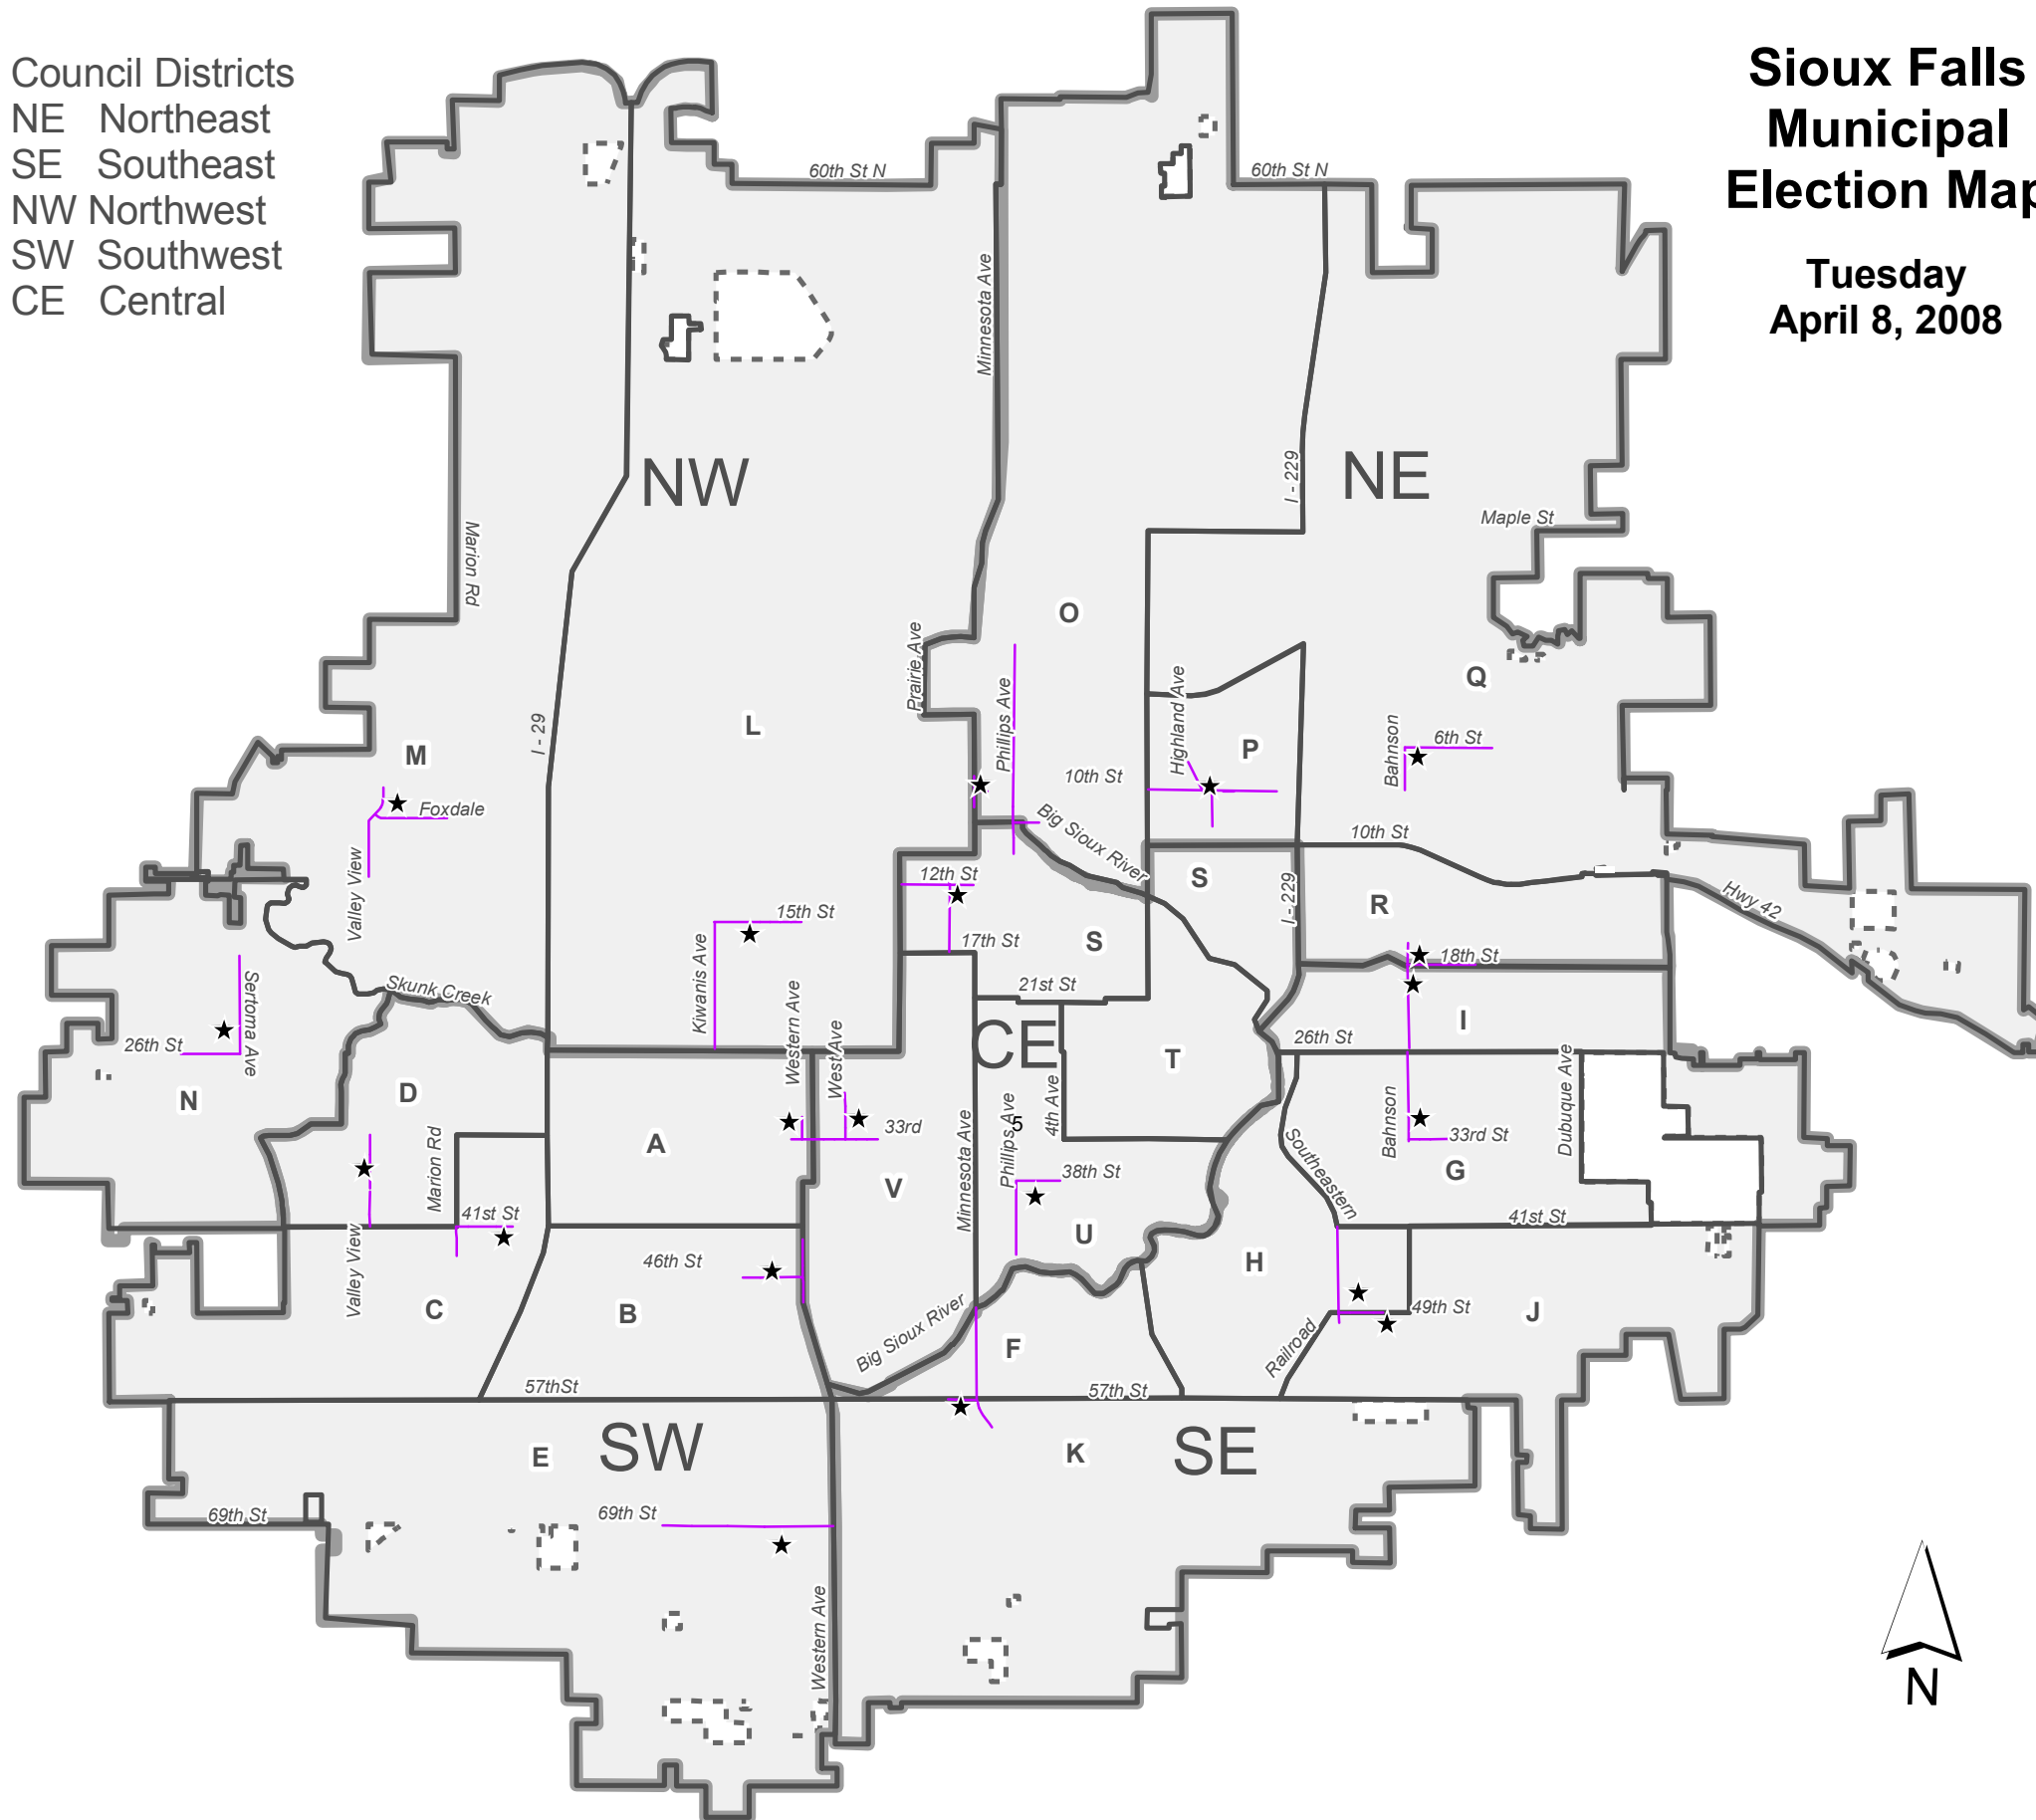 Council Districts
NE Northeast
SE Southeast
NW Northwest
SW Southwest
CE Central
Sioux Falls
Municipal
Election Map
Tuesday
April 8, 2008
60th St N
60th St N
Minnesota Ave
NW
NE
I - 229
Maple St
Marion Rd
O
Prairie Ave
Q
Highland Ave
Phillips Ave
L
I - 29
M
P
Bahnson
6th St
10th St
Foxdale
Big Sioux River
10th St
12th St
S
I - 229
R
Hwy 42
Valley View
15th St
17th St
S
18th St
Kiwanis Ave
Sertoma Ave
Skunk Creek
21st St
Western Ave
West Ave
CE
I
26th St
26th St
T
D
N
4th Ave
Phillips Ave
5
33rd
A
Minnesota Ave
V
38th St
Southeastern
Bahnson
33rd St
Dubuque Ave
G
Marion Rd
41st St
41st St
U
H
Valley View
46th St
C
B
Big Sioux River
F
Railroad
49th St
J
57thSt
57th St
SW
SE
E
K
69th St
69th St
Western Ave
N